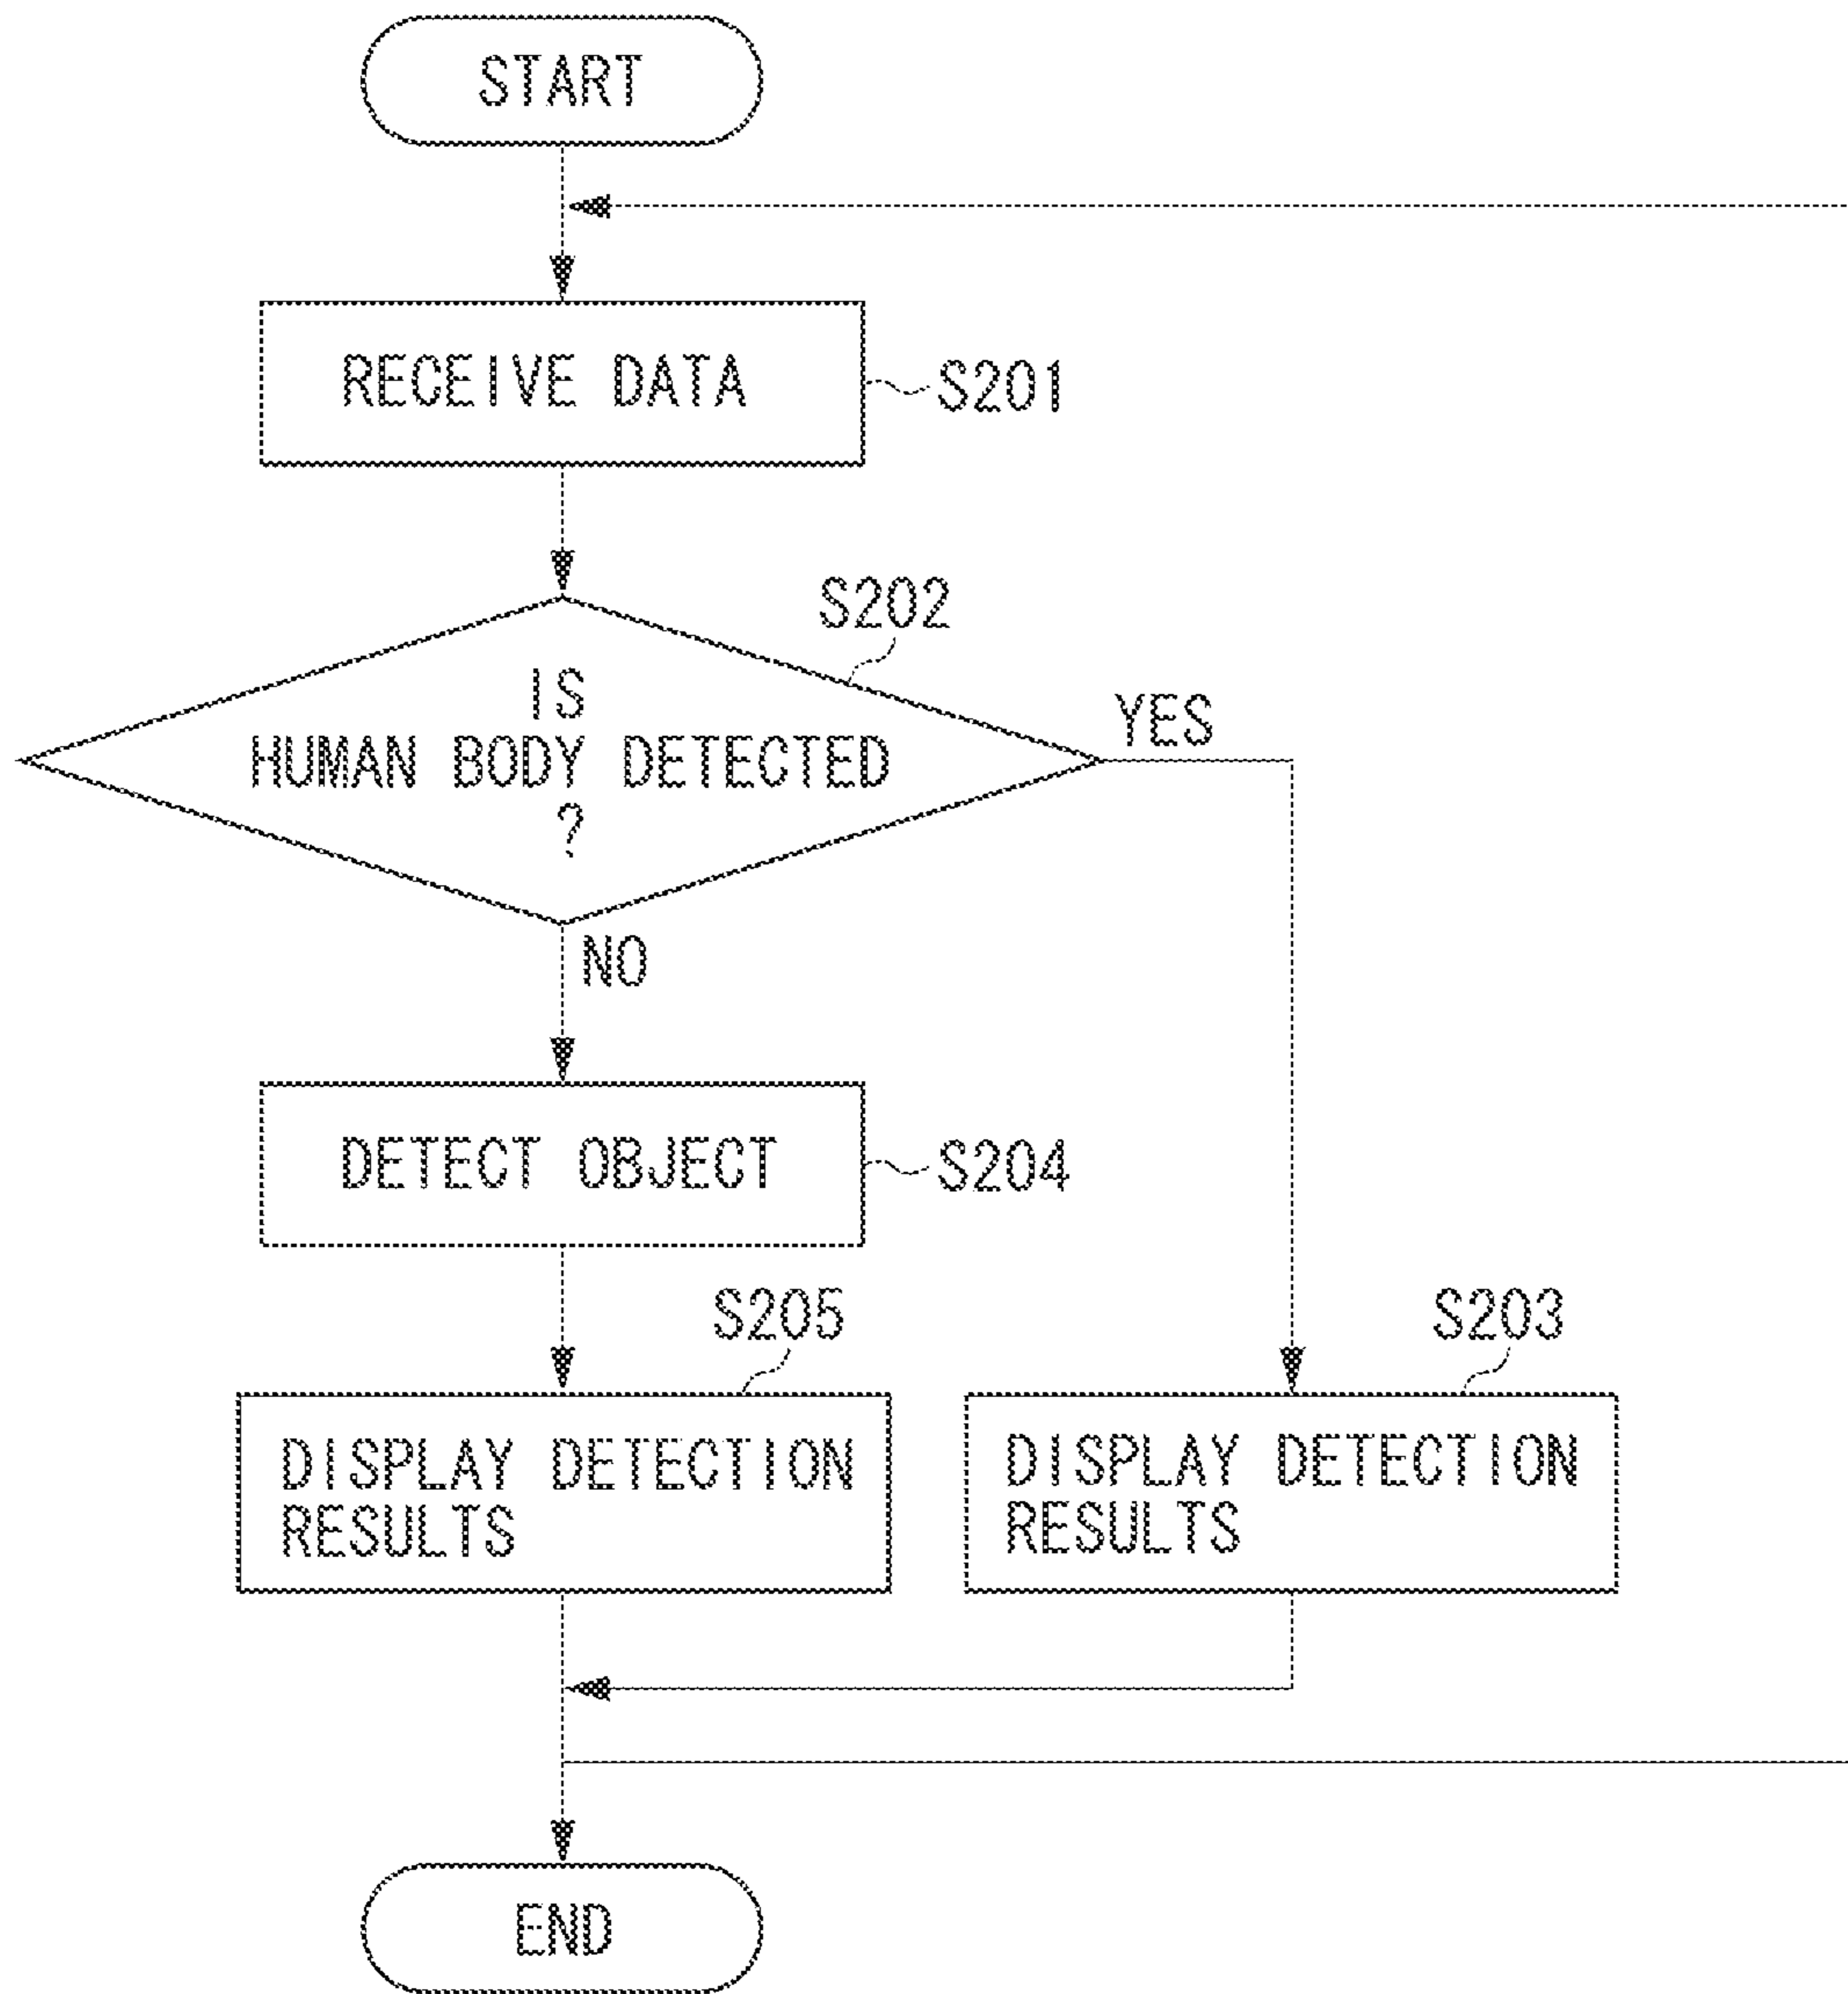 START
RECEIVE DATA
S201
S202
IS
HUMAN BODY DETECTED
?
YES
NO
DETECT OBJECT
S204
S205
DISPLAY DETECTION
RESULTS
S203
DISPLAY DETECTION
RESULTS
END